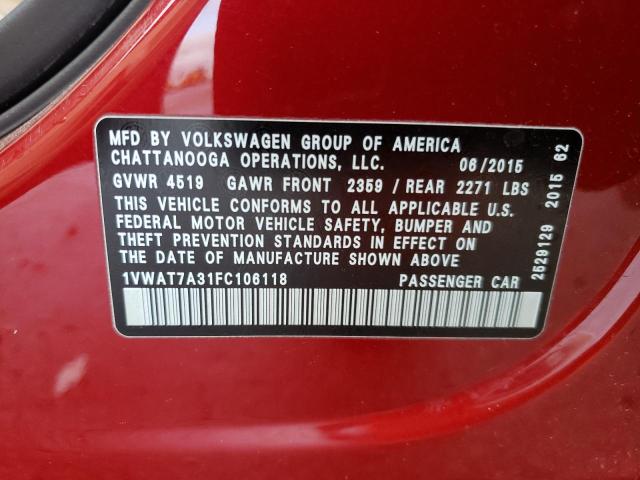 MFD BY VOLKSWAGEN GROUP OF AMERICA
CHATTANOOGA OPERATIONS, LLC. 06/2015
GVWR 4519 GAWR FRONT 2359 / REAR 2271 LBS
THIS VEHICLE CONFORMS TO ALL APPLICABLE U.S.
FEDERAL MOTOR VEHICLE SAFETY, BUMPER AND
THEFT PREVENTION STANDARDS IN EFFECT ON
THE DATE OF MANUFACTURE SHOWN ABOVE
1VWAT7A31FC106118 PASSENGER CAR
2529129 2015 62